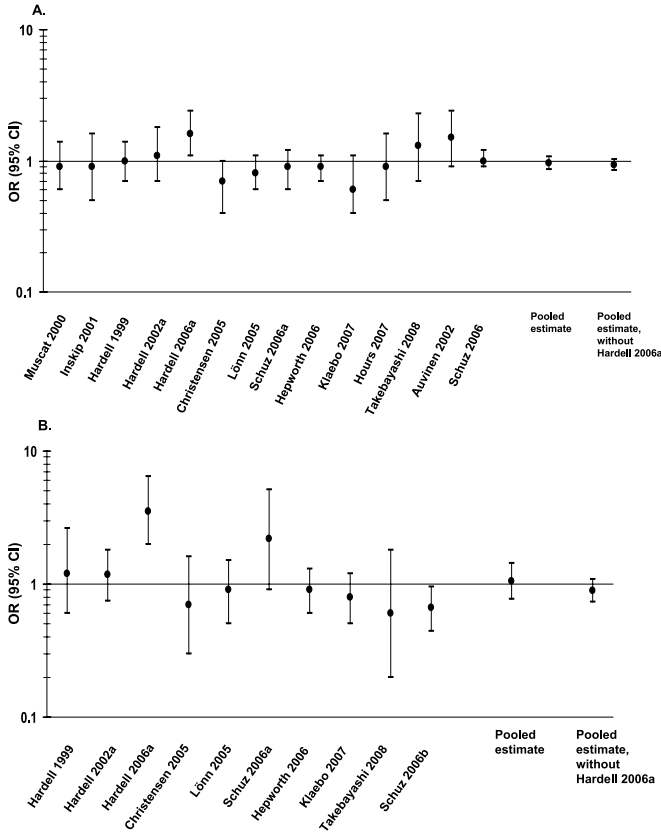 A.
10
1
0.1
OR (95% CI)
Muscat 2000
Inskip 2001
Hardell 1999
Hardell 2002a
Hardell 2006a
Christensen 2005
Lönn 2005
Schuz 2006a
Hepworth 2006
Klaebo 2007
Hours 2007
Takebayashi 2008
Auvinen 2002
Schuz 2006
Pooled
estimate
Pooled
estimate,
without
Hardell 2006a
B.
10
1
0.1
OR (95% CI)
Hardell 1999
Hardell 2002a
Hardell 2006a
Christensen 2005
Lönn 2005
Schuz 2006a
Hepworth 2006
Klaebo 2007
Takebayashi 2008
Schuz 2006b
Pooled
estimate
Pooled
estimate,
without
Hardell 2006a